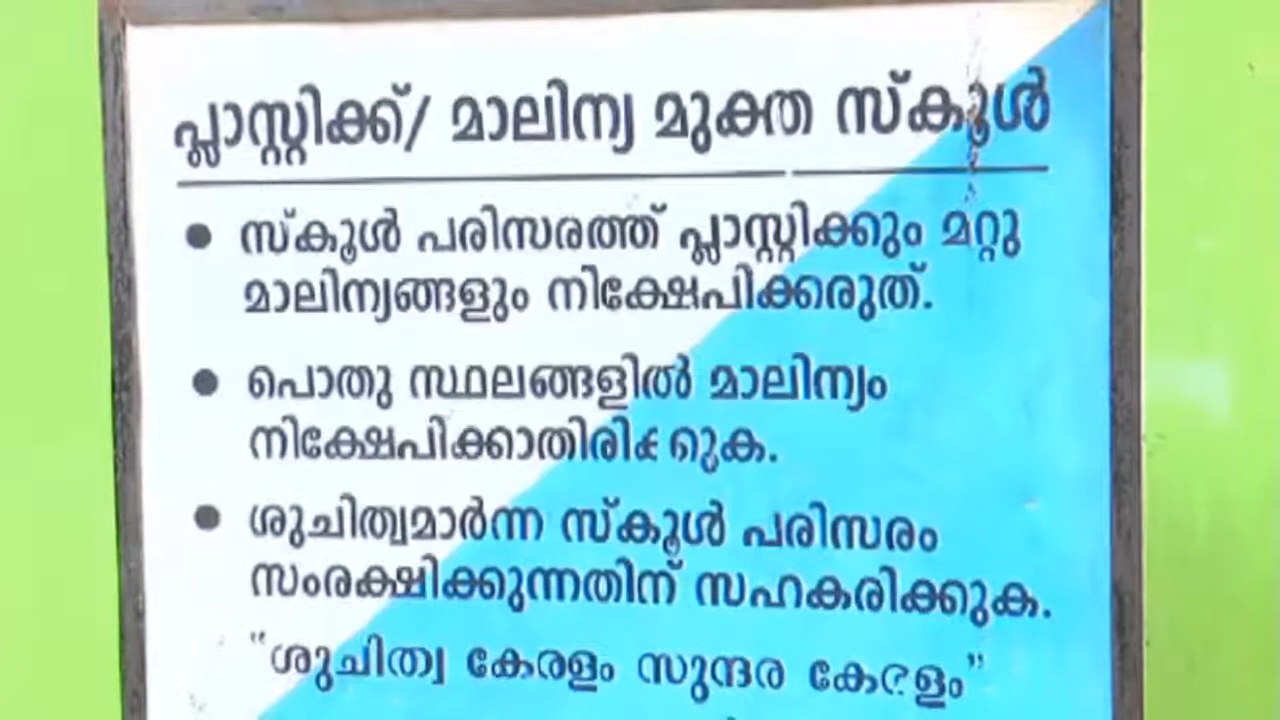 പ്ലാസ്റ്റിക്ക്/ മാലിന്യ മുക്ത സ്കൂൾ
• സ്കൂൾ പരിസരത്ത് പ്ലാസ്റ്റിക്കും മറ്റു
മാലിന്യങ്ങളും നിക്ഷേപിക്കരുത്.
• പൊതു സ്ഥലങ്ങളിൽ മാലിന്യം
നിക്ഷേപിക്കാതിരിക്കുക.
• ശുചിത്വമാർന്ന സ്കൂൾ പരിസരം
സംരക്ഷിക്കുന്നതിന് സഹകരിക്കുക.
"ശുചിത്വ കേരളം സുന്ദര കേരളം"